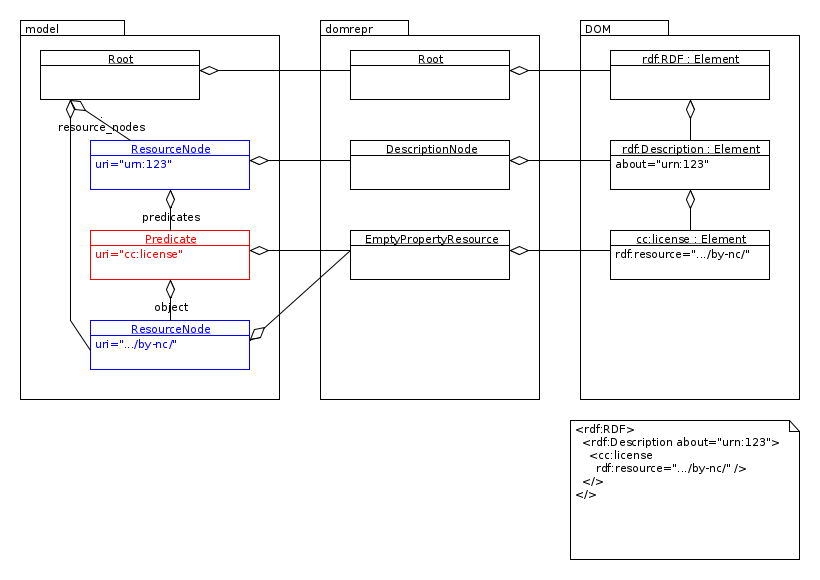 model
Root
resource_nodes
ResourceNode
uri="urn:123"
predicates
Predicate
uri="cc:license"
object
ResourceNode
uri=".../by-nc/"
domrepr
Root
DescriptionNode
EmptyPropertyResource
DOM
rdf:RDF : Element
rdf:Description : Element
about="urn:123"
cc:license : Element
rdf:resource=".../by-nc/"
<rdf:RDF>
  <rdf:Description about="urn:123">
    <cc:license
      rdf:resource=".../by-nc/" />
  </>
</>